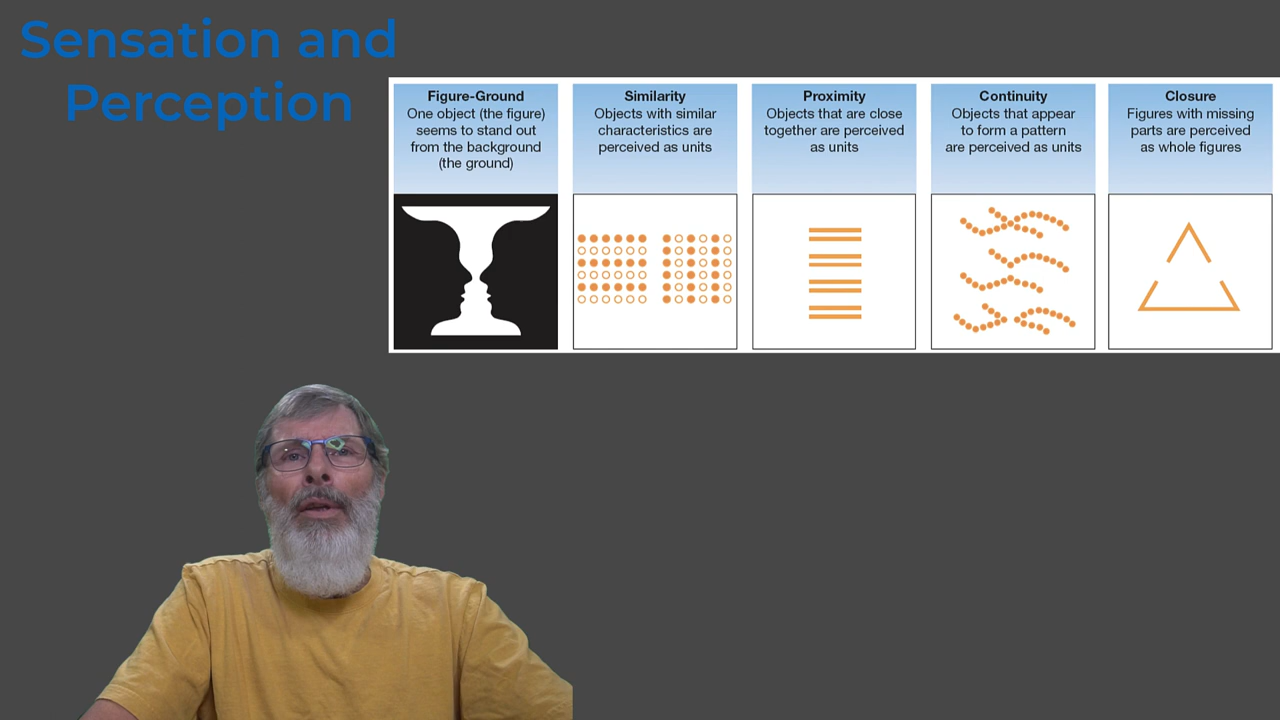 Sensation and
Perception
Figure-Ground
One object (the figure)
seems to stand out
from the background
(the ground)
Similarity
Objects with similar
characteristics are
perceived as units
Proximity
Objects that are close
together are perceived
as units
Continuity
Objects that appear
to form a pattern
are perceived as units
Closure
Figures with missing
parts are perceived
as whole figures